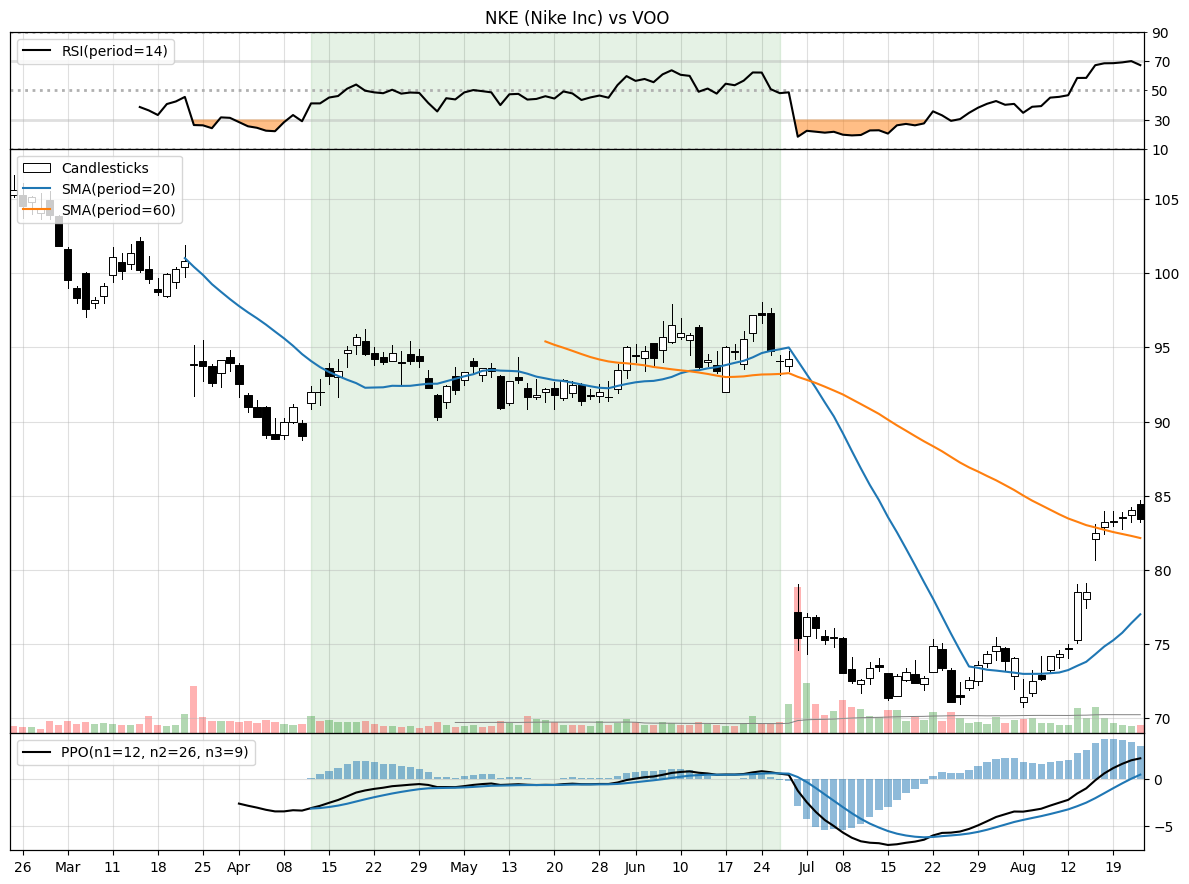 NKE (Nike Inc) vs VOO
RSI(period=14)
90
70
50
30
10
Candlesticks
SMA(period=20)
SMA(period=60)
105
100
95
90
85
80
75
70
PPO(n1=12, n2=26, n3=9)
0
−5
26 Mar 11 18 25 Apr 08 15 22 29 May 13 20 28 Jun 10 17 24 Jul 08 15 22 29 Aug 12 19